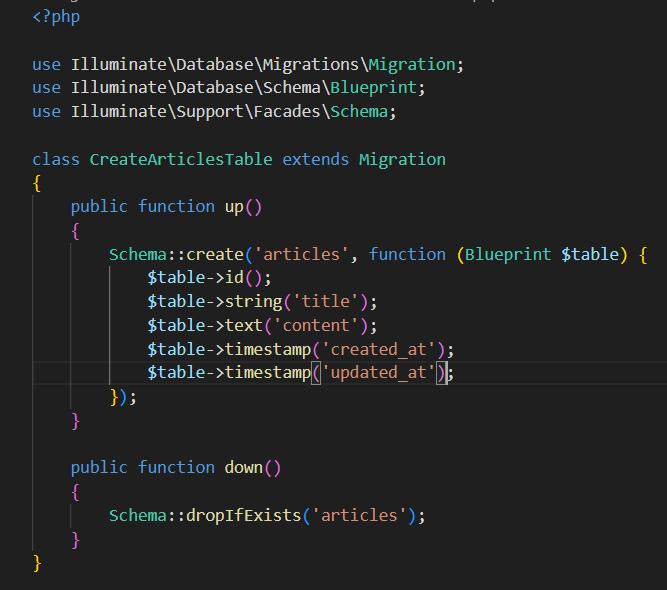 <?php
use Illuminate\Database\Migrations\Migration;
use Illuminate\Database\Schema\Blueprint;
use Illuminate\Support\Facades\Schema;
class CreateArticlesTable extends Migration
{
    public function up()
    {
        Schema::create('articles', function (Blueprint $table) {
            $table->id();
            $table->string('title');
            $table->text('content');
            $table->timestamp('created_at');
            $table->timestamp('updated_at');
        });
    }
    public function down()
    {
        Schema::dropIfExists('articles');
    }
}